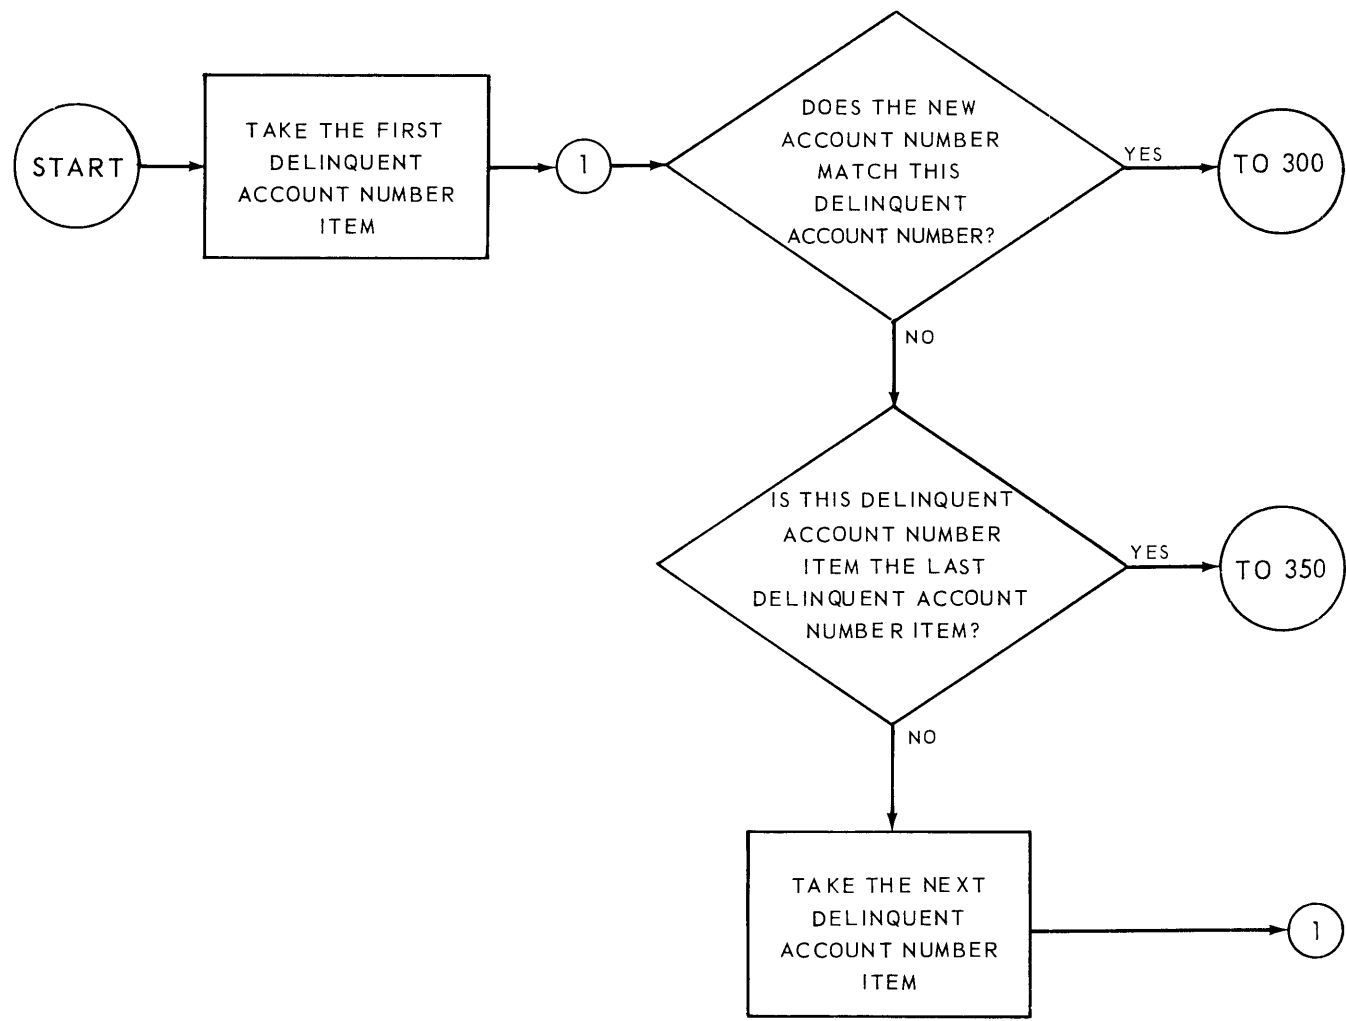 START
TAKE THE FIRST
DELINQUENT
ACCOUNT NUMBER
ITEM
1
DOES THE NEW
ACCOUNT NUMBER
MATCH THIS
DELINQUENT
ACCOUNT NUMBER?
YES
TO 300
NO
IS THIS DELINQUENT
ACCOUNT NUMBER
ITEM THE LAST
DELINQUENT ACCOUNT
NUMBER ITEM?
YES
TO 350
NO
TAKE THE NEXT
DELINQUENT
ACCOUNT NUMBER
ITEM
1